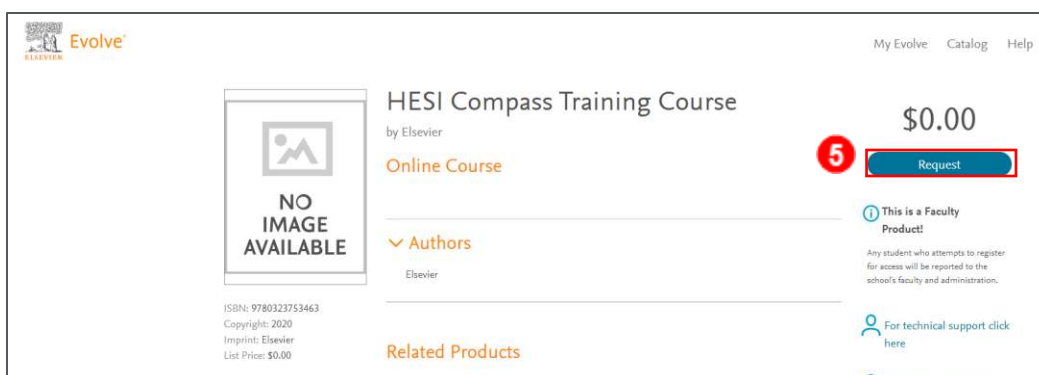 ELSEVIER
Evolve®
My Evolve Catalog Help
NO
IMAGE
AVAILABLE
ISBN: 9780323753463
Copyright: 2020
Imprint: Elsevier
List Price: $0.00
HESI Compass Training Course
by Elsevier
Online Course
Authors
Elsevier
Related Products
$0.00
5
Request
This is a Faculty
Product!
Any student who attempts to register
for access will be reported to the
school's faculty and administration.
For technical support click
here